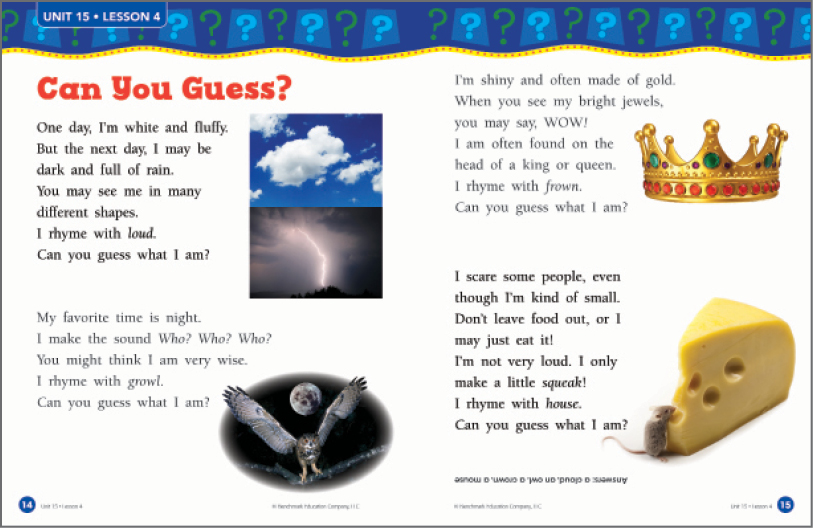 UNIT 15 • LESSON 4
Can You Guess?
One day, I'm white and fluffy.
But the next day, I may be
dark and full of rain.
You may see me in many
different shapes.
I rhyme with loud.
Can you guess what I am?
My favorite time is night.
I make the sound Who? Who? Who?
You might think I am very wise.
I rhyme with growl.
Can you guess what I am?
14 Unit 15 • Lesson 4
© Benchmark Education Company, LLC
I'm shiny and often made of gold.
When you see my bright jewels,
you may say, WOW!
I am often found on the
head of a king or queen.
I rhyme with frown.
Can you guess what I am?
I scare some people, even
though I'm kind of small.
Don't leave food out, or I
may just eat it!
I'm not very loud. I only
make a little squeak!
I rhyme with house.
Can you guess what I am?
Answers: a cloud, an owl, a crown, a mouse
© Benchmark Education Company, LLC
Unit 15 • Lesson 4 15